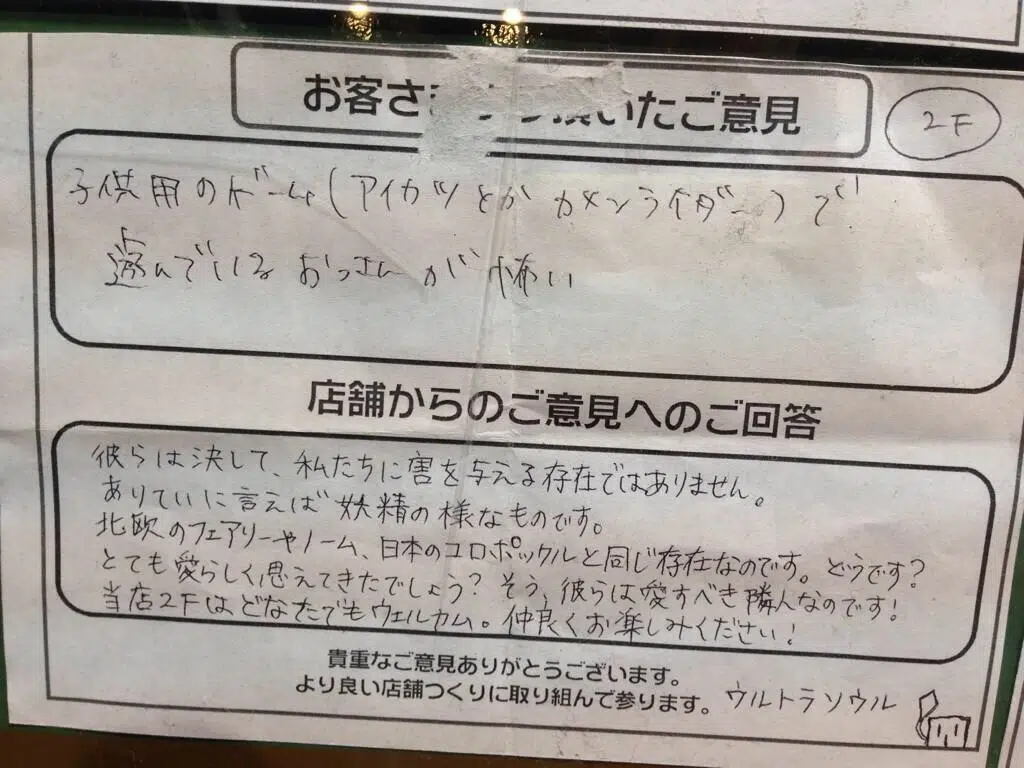 お客さ 頂いたご意見
2F
子供用のゲーム(アイカツとかカメンライダー)で
遊んでいるおっさんが怖い
店舗からのご意見へのご回答
彼らは決して、私たちに害を与える存在ではありません。
ありていに言えば妖精の様なものです。
北欧のフェアリーやノーム、日本のコロポックルと同じ存在なのです。どうです?
とても愛らしく思えてきたでしょう?そう、彼らは愛すべき隣人なのです!
当店2Fはどなたでもウェルカム。仲良くお楽しみください!
貴重なご意見ありがとうございます。
より良い店舗つくりに取り組んで参ります。
ウルトラソウル